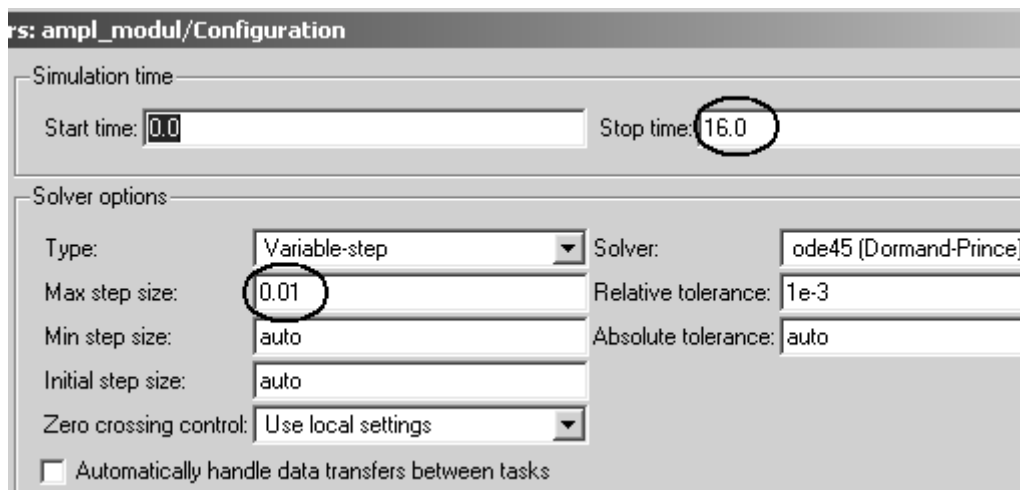 rs: ampl_modul/Configuration
Simulation time
Start time: 0.0 Stop time: 16.0
Solver options
Type: Variable-step Solver: ode45 (Dormand-Prince)
Max step size: 0.01 Relative tolerance: 1e-3
Min step size: auto Absolute tolerance: auto
Initial step size: auto
Zero crossing control: Use local settings
Automatically handle data transfers between tasks